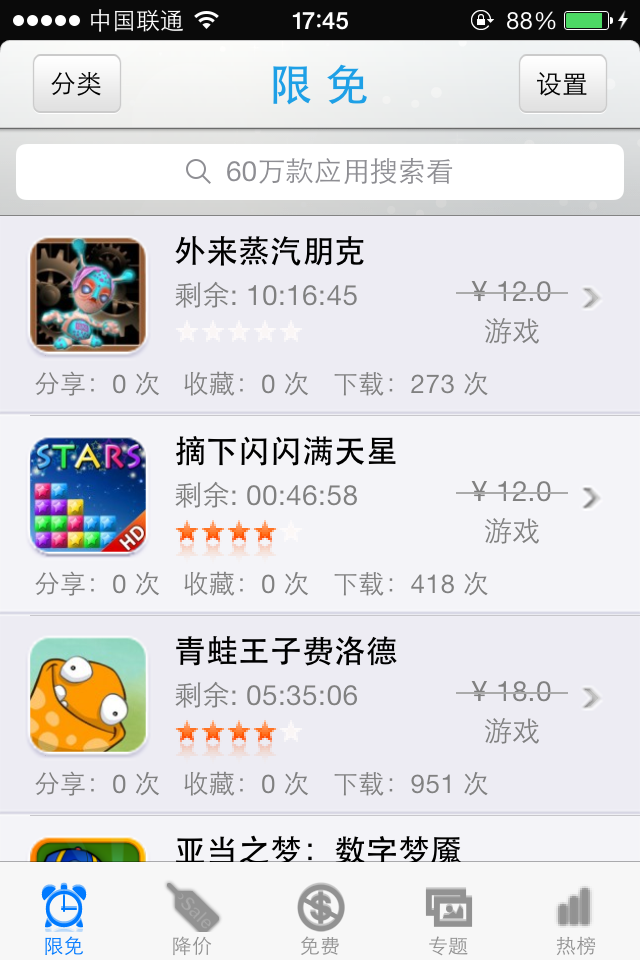 中国联通 17:45 88%
分类 限免 设置
60万款应用搜索看
外来蒸汽朋克
剩余: 10:16:45 ¥ 12.0
游戏
分享: 0 次 收藏: 0 次 下载: 273 次
STARS
HD
摘下闪闪满天星
剩余: 00:46:58 ¥ 12.0
游戏
分享: 0 次 收藏: 0 次 下载: 418 次
青蛙王子费洛德
剩余: 05:35:06 ¥ 18.0
游戏
分享: 0 次 收藏: 0 次 下载: 951 次
亚当之梦：数字梦魇
Sale
限免 降价 免费 专题 热榜